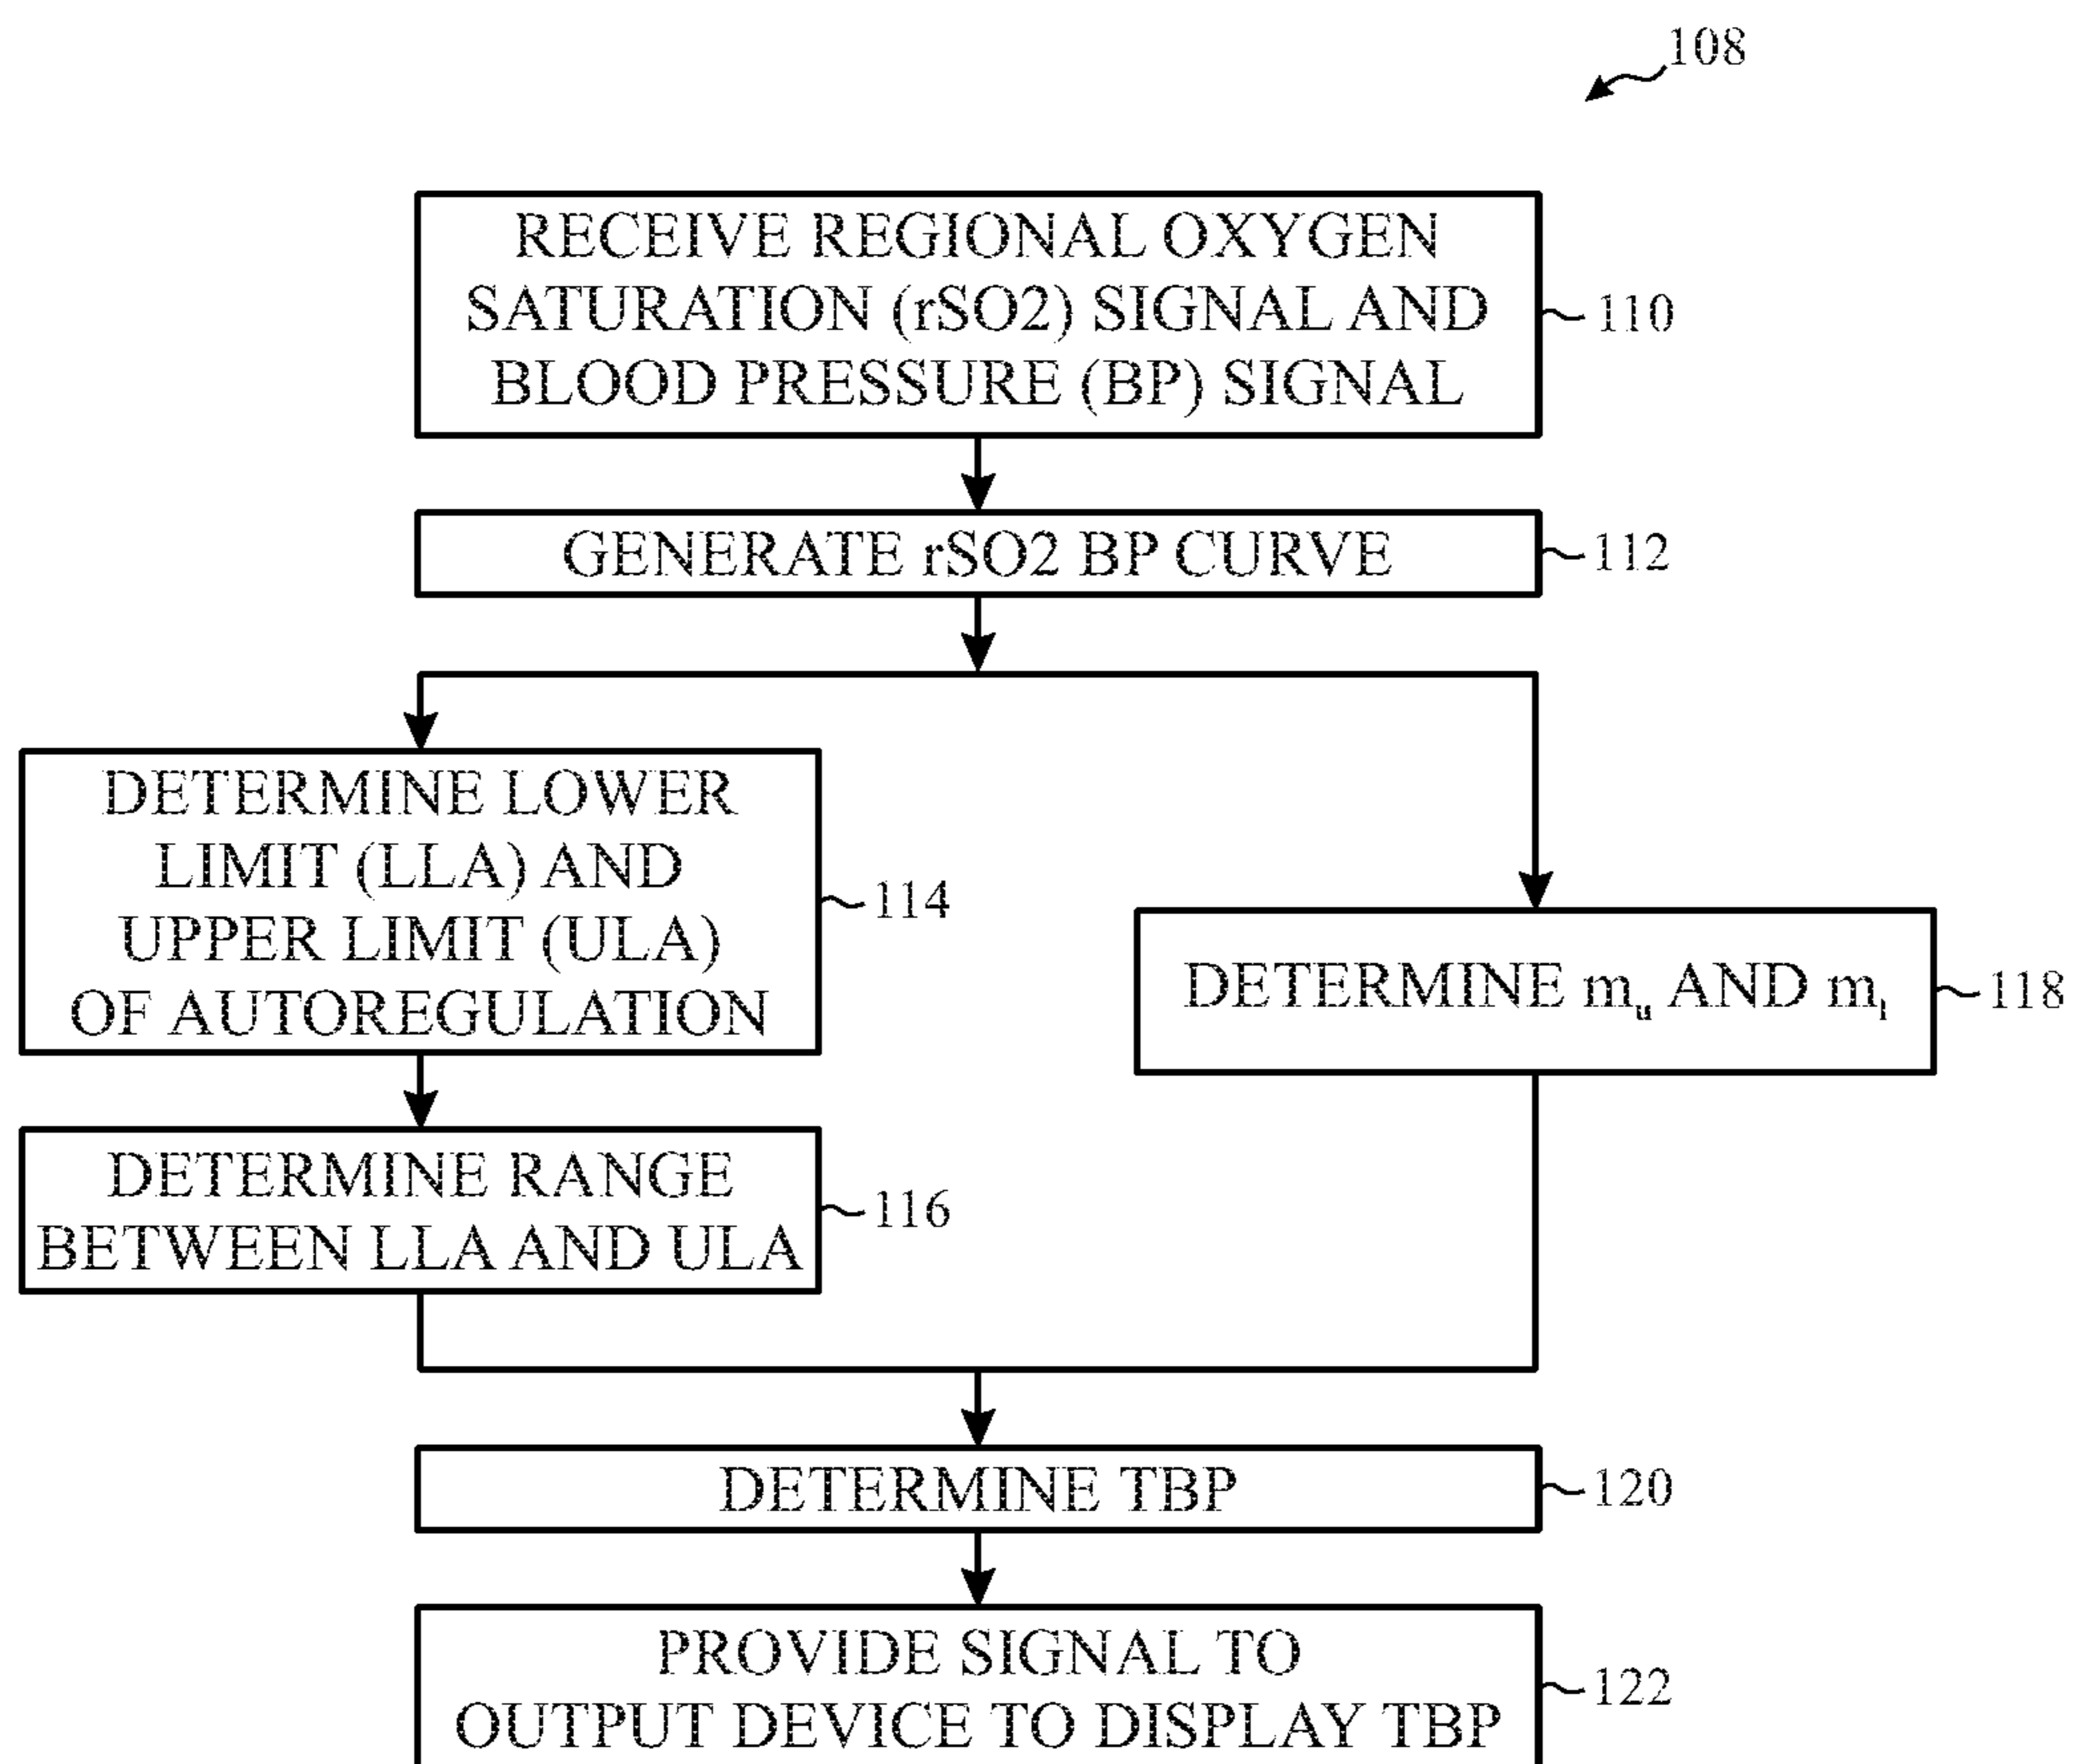 108
RECEIVE REGIONAL OXYGEN
SATURATION (rSO2) SIGNAL AND
BLOOD PRESSURE (BP) SIGNAL
110
GENERATE rSO2 BP CURVE
112
DETERMINE LOWER
LIMIT (LLA) AND
UPPER LIMIT (ULA)
OF AUTOREGULATION
114
DETERMINE RANGE
BETWEEN LLA AND ULA
116
DETERMINE mu AND ml
118
DETERMINE TBP
120
PROVIDE SIGNAL TO
OUTPUT DEVICE TO DISPLAY TBP
122